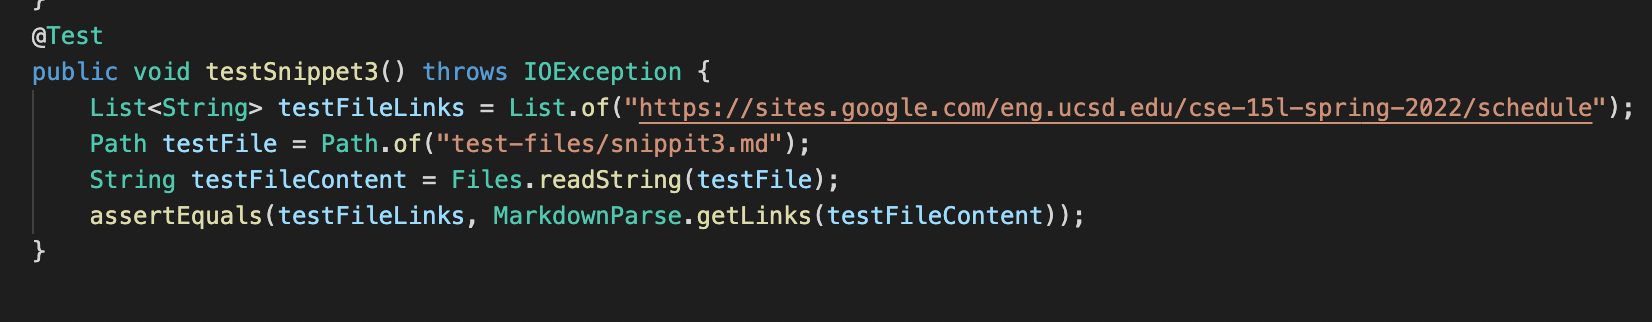 }
@Test
public void testSnippet3() throws IOException {
    List<String> testFileLinks = List.of("https://sites.google.com/eng.ucsd.edu/cse-15l-spring-2022/schedule");
    Path testFile = Path.of("test-files/snippit3.md");
    String testFileContent = Files.readString(testFile);
    assertEquals(testFileLinks, MarkdownParse.getLinks(testFileContent));
}